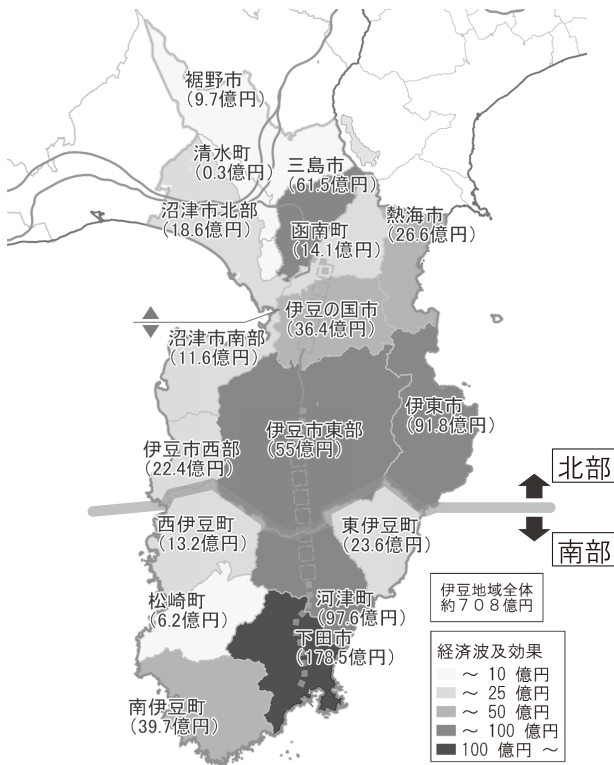 裾野市
(9.7億円)
清水町
(0.3億円)
三島市
(61.5億円)
沼津市北部
(18.6億円)
函南町
(14.1億円)
熱海市
(26.6億円)
伊豆の国市
(36.4億円)
沼津市南部
(11.6億円)
伊東市
(91.8億円)
伊豆市東部
(55億円)
伊豆市西部
(22.4億円)
北部
西伊豆町
(13.2億円)
東伊豆町
(23.6億円)
南部
松崎町
(6.2億円)
河津町
(97.6億円)
下田市
(178.5億円)
南伊豆町
(39.7億円)
伊豆地域全体
約708億円
経済波及効果
～ 10 億円
～ 25 億円
～ 50 億円
～ 100 億円
100 億円 ～